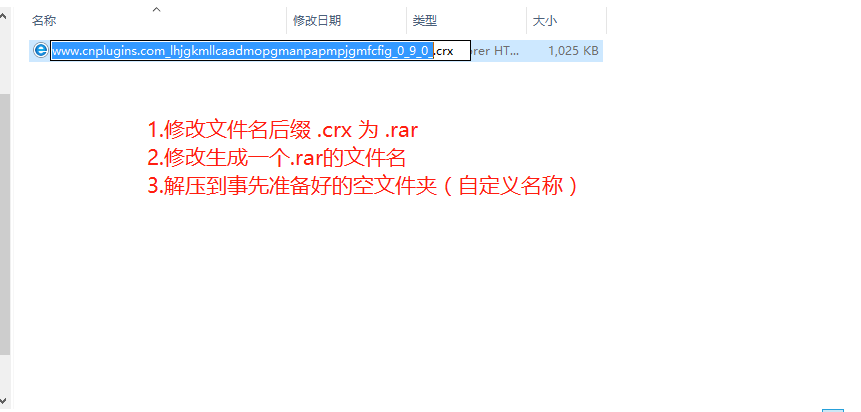 名称 修改日期 类型 大小
www.cnplugins.com_lhjgkmllcaadmopgmanpapmpjgmfcfig_0_9_0_.crx orer HT... 1,025 KB
1.修改文件名后缀 .crx 为 .rar
2.修改生成一个.rar的文件名
3.解压到事先准备好的空文件夹（自定义名称）